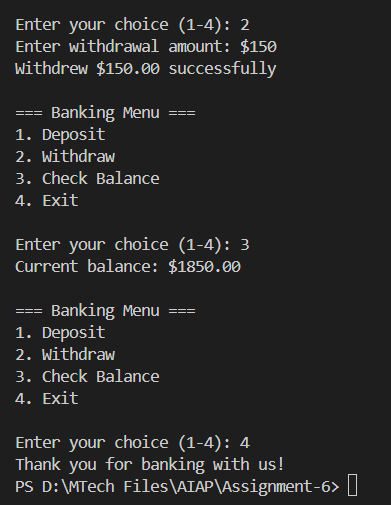 Enter your choice (1-4): 2
Enter withdrawal amount: $150
Withdrew $150.00 successfully
=== Banking Menu ===
1. Deposit
2. Withdraw
3. Check Balance
4. Exit
Enter your choice (1-4): 3
Current balance: $1850.00
=== Banking Menu ===
1. Deposit
2. Withdraw
3. Check Balance
4. Exit
Enter your choice (1-4): 4
Thank you for banking with us!
PS D:\MTech Files\AIAP\Assignment-6>